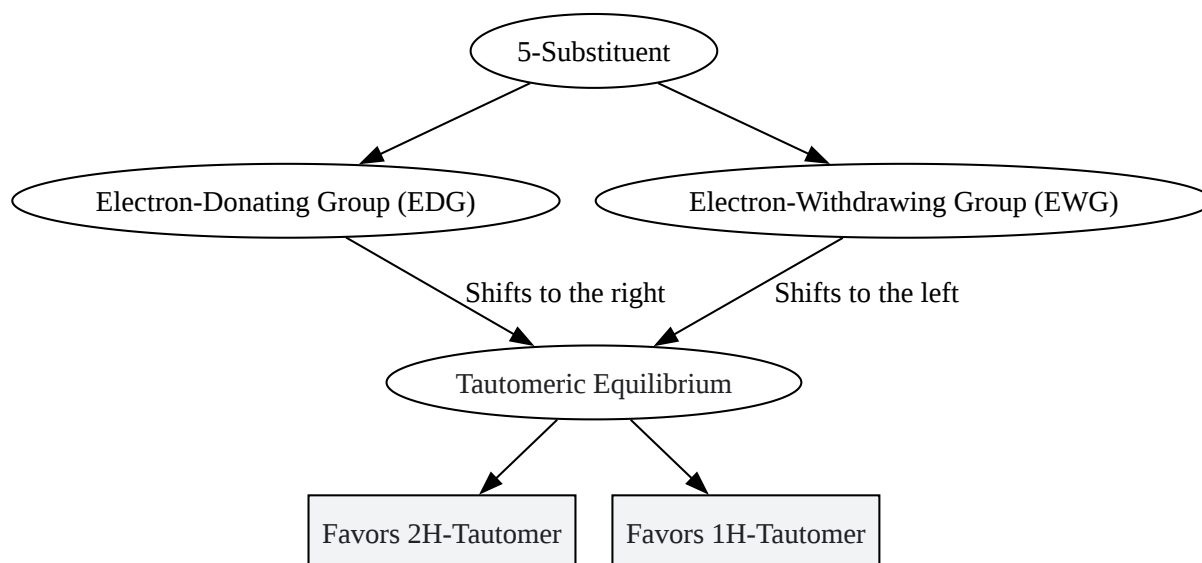 5-Substituent
Electron-Donating Group (EDG)
Electron-Withdrawing Group (EWG)
Shifts to the right
Shifts to the left
Tautomeric Equilibrium
Favors 2H-Tautomer
Favors 1H-Tautomer